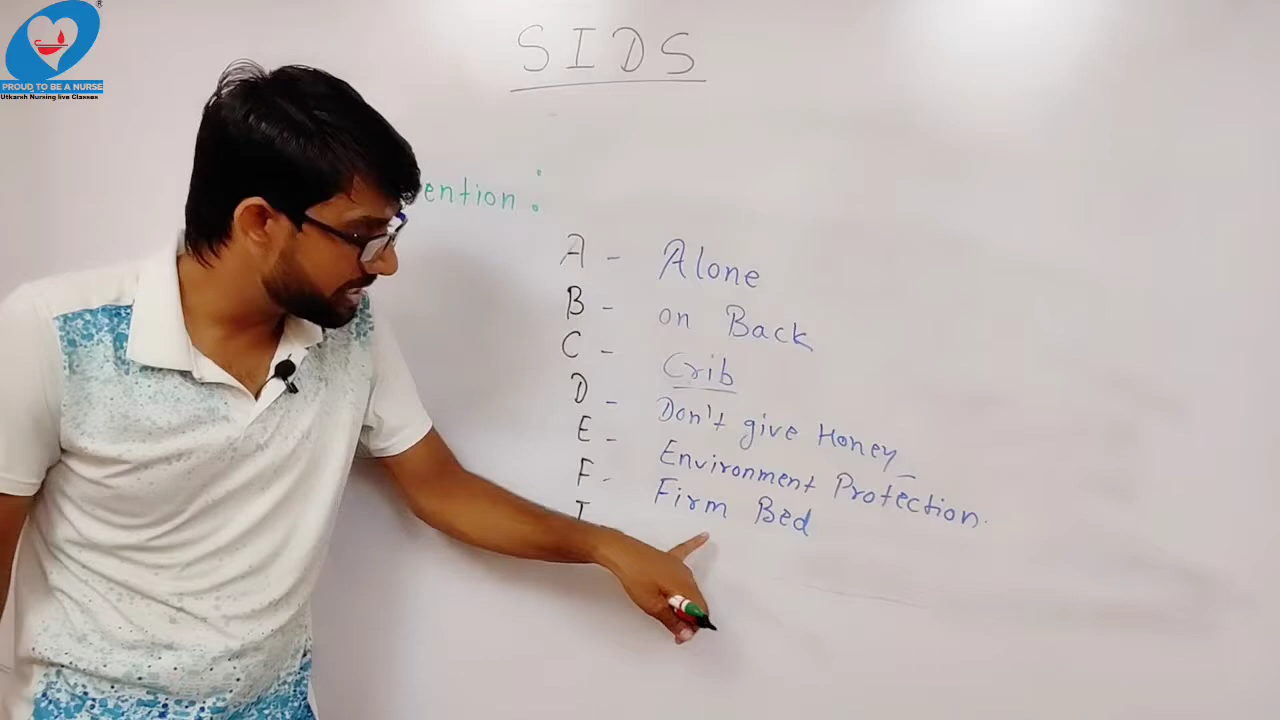 PROUD TO BE A NURSE
Utkarsh Nursing live Classes
SIDS
ention :
A - Alone
B - on Back
C - Crib
D - Don't give Honey
E - Environment Protection.
F - Firm Bed
I